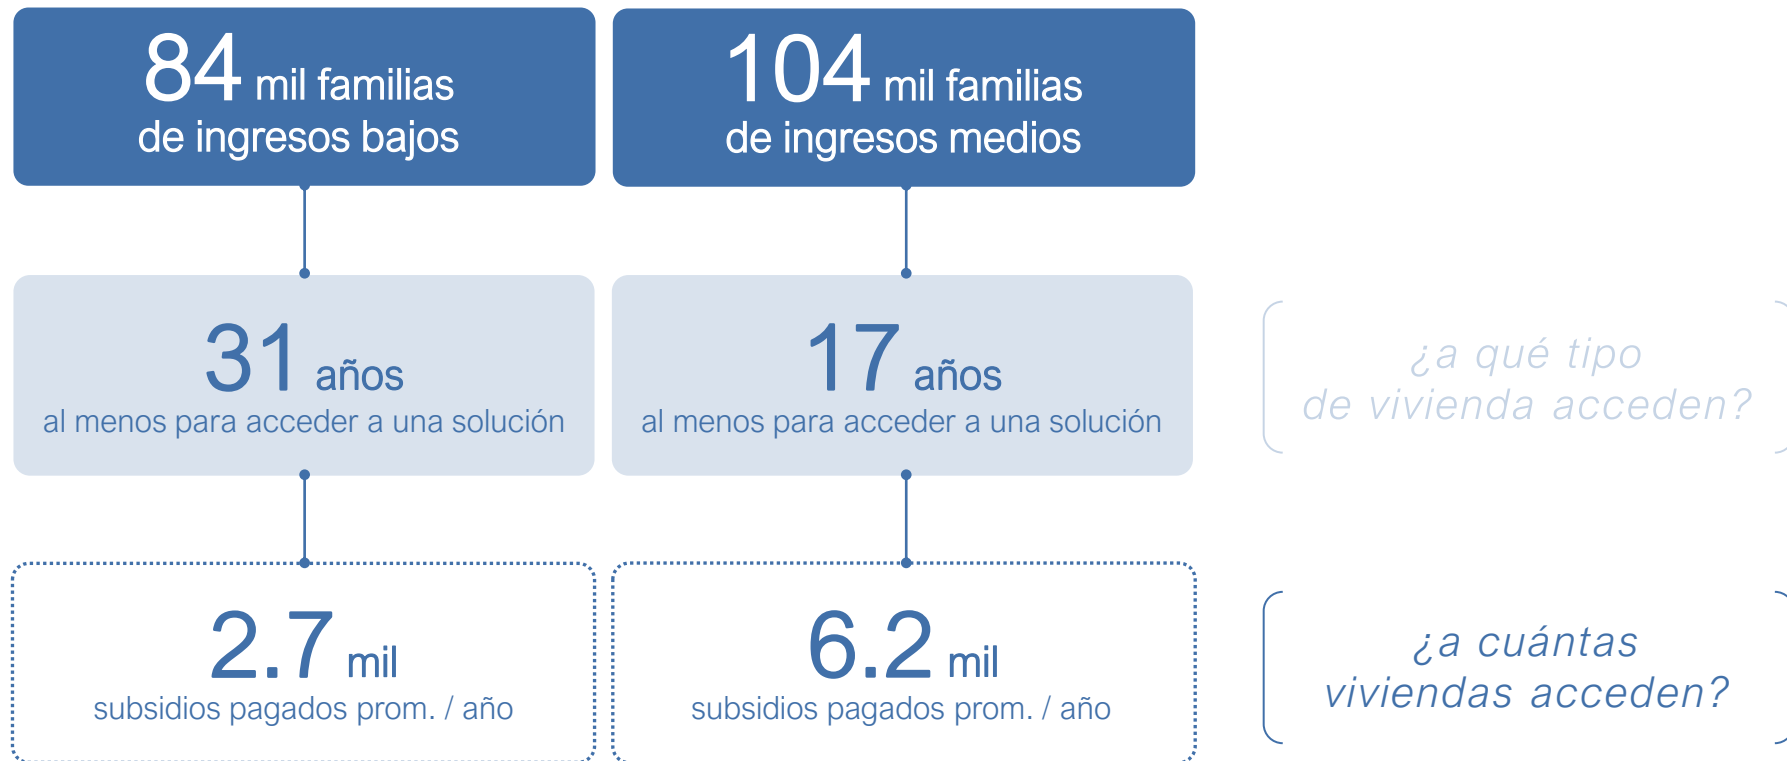 84 mil familias
de ingresos bajos
104 mil familias
de ingresos medios
31 años
al menos para acceder a una solución
17 años
al menos para acceder a una solución
¿a qué tipo
de vivienda acceden?
2.7 mil
subsidios pagados prom. / año
6.2 mil
subsidios pagados prom. / año
¿a cuántas
viviendas acceden?